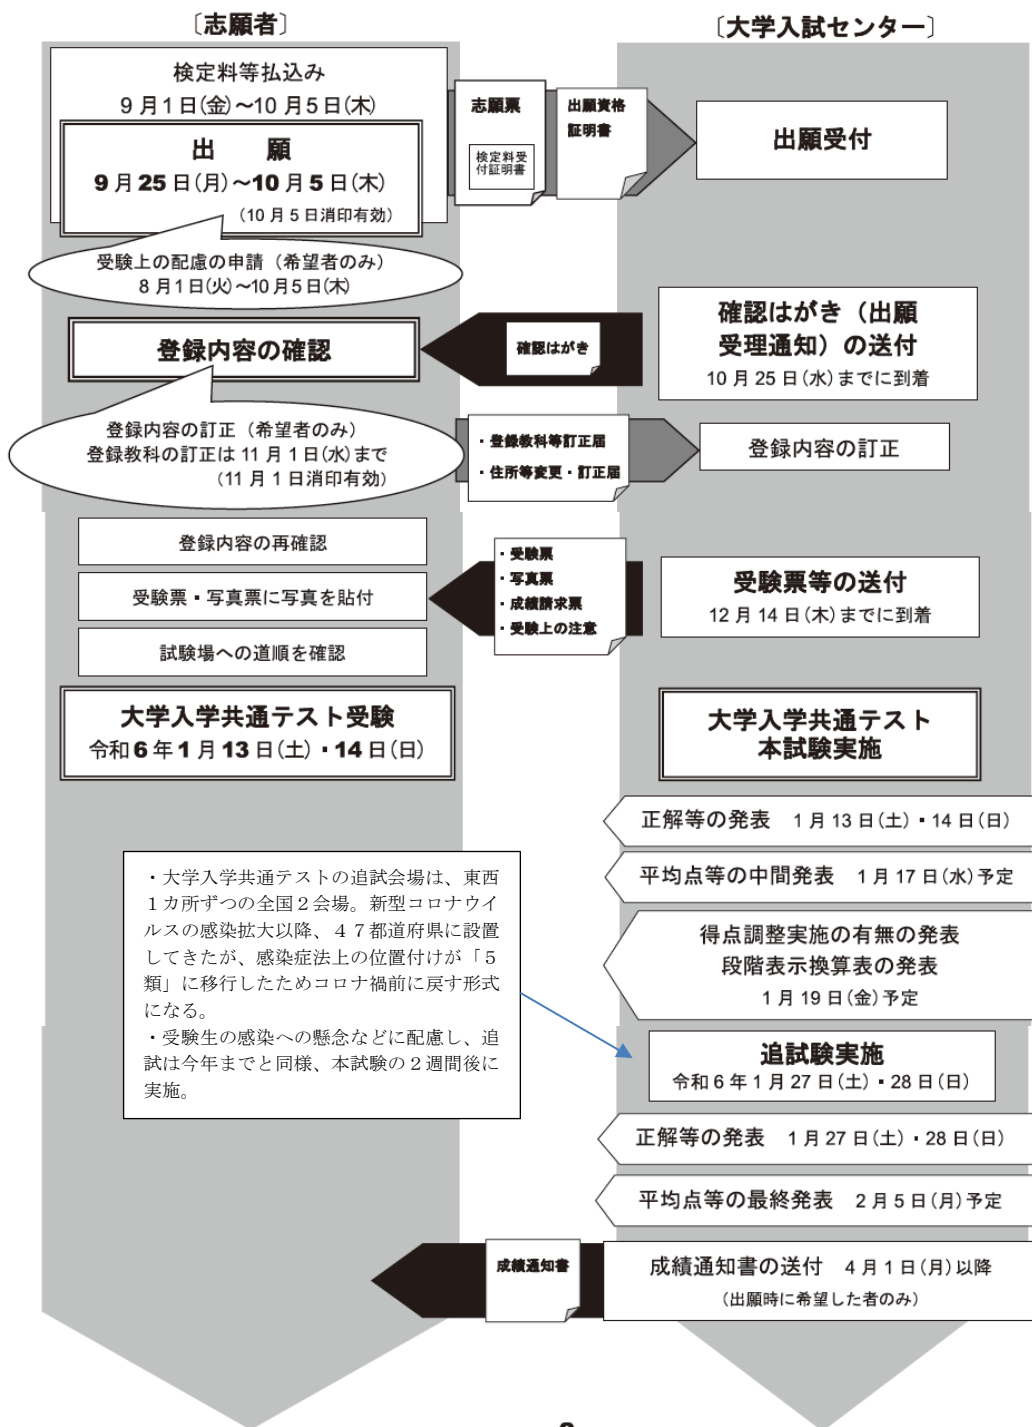 〔志願者〕
〔大学入試センター〕
検定料等払込み
9月1日(金)～10月5日(木)
出　願
9月25日(月)～10月5日(木)
(10月5日消印有効)
志願票
検定料受
付証明書
出願資格
証明書
出願受付
受験上の配慮の申請（希望者のみ）
8月1日(火)～10月5日(木)
登録内容の確認
確認はがき
確認はがき（出願
受理通知）の送付
10月25日(水)までに到着
登録内容の訂正（希望者のみ）
登録教科の訂正は11月1日(水)まで
(11月1日消印有効)
・登録教科等訂正届
・住所等変更・訂正届
登録内容の訂正
登録内容の再確認
受験票・写真票に写真を貼付
試験場への道順を確認
・受験票
・写真票
・成績請求票
・受験上の注意
受験票等の送付
12月14日(木)までに到着
大学入学共通テスト受験
令和6年1月13日(土)・14日(日)
大学入学共通テスト
本試験実施
正解等の発表　1月13日(土)・14日(日)
平均点等の中間発表　1月17日(水)予定
得点調整実施の有無の発表
段階表示換算表の発表
1月19日(金)予定
・大学入学共通テストの追試会場は、東西
１カ所ずつの全国２会場。新型コロナウイ
ルスの感染拡大以降、４７都道府県に設置
してきたが、感染症法上の位置付けが「５
類」に移行したためコロナ禍前に戻す形式
になる。
・受験生の感染への懸念などに配慮し、追
試は今年までと同様、本試験の２週間後に
実施。
追試験実施
令和6年1月27日(土)・28日(日)
正解等の発表　1月27日(土)・28日(日)
平均点等の最終発表　2月5日(月)予定
成績通知書
成績通知書の送付　4月1日(月)以降
(出願時に希望した者のみ)